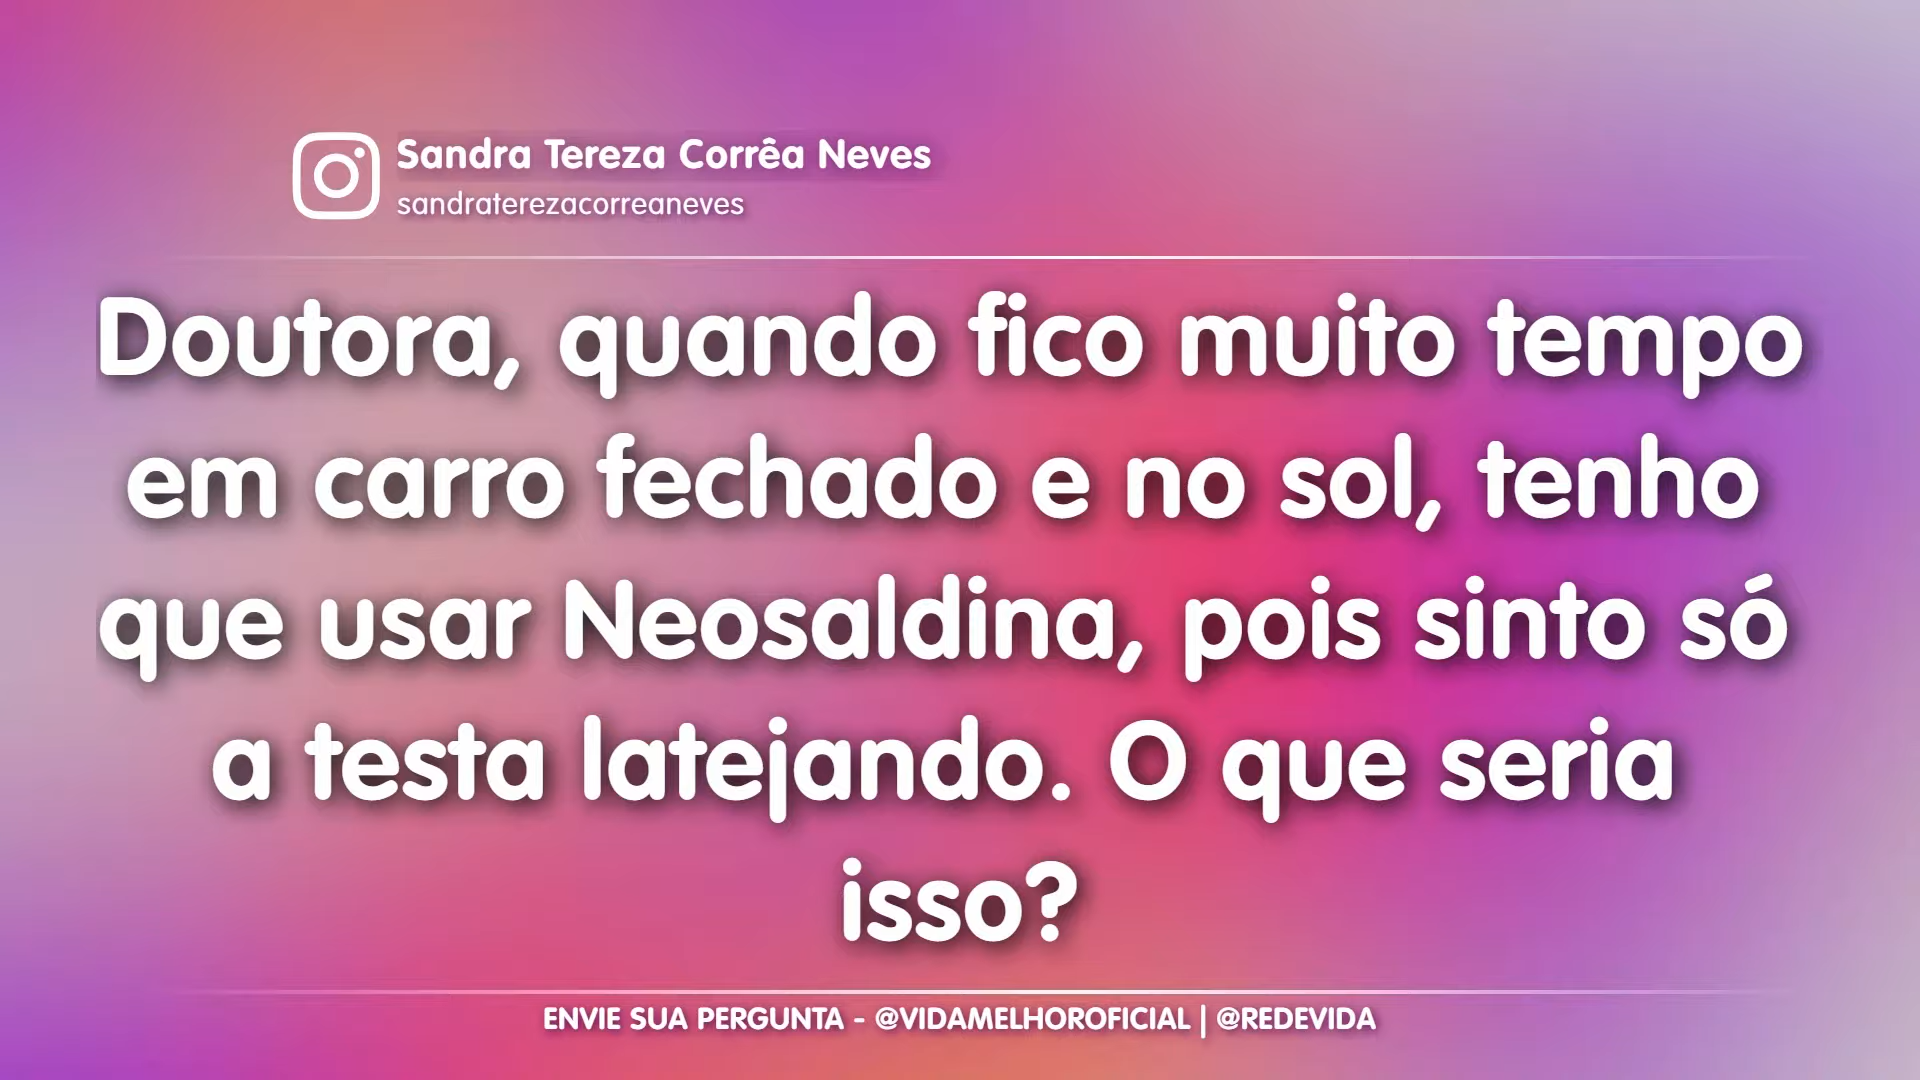 Sandra Tereza Corrêa Neves
sandraterezacorreaneves
Doutora, quando fico muito tempo
em carro fechado e no sol, tenho
que usar Neosaldina, pois sinto só
a testa latejando. O que seria
isso?
ENVIE SUA PERGUNTA - @VIDAMELHOROFICIAL | @REDEVIDA